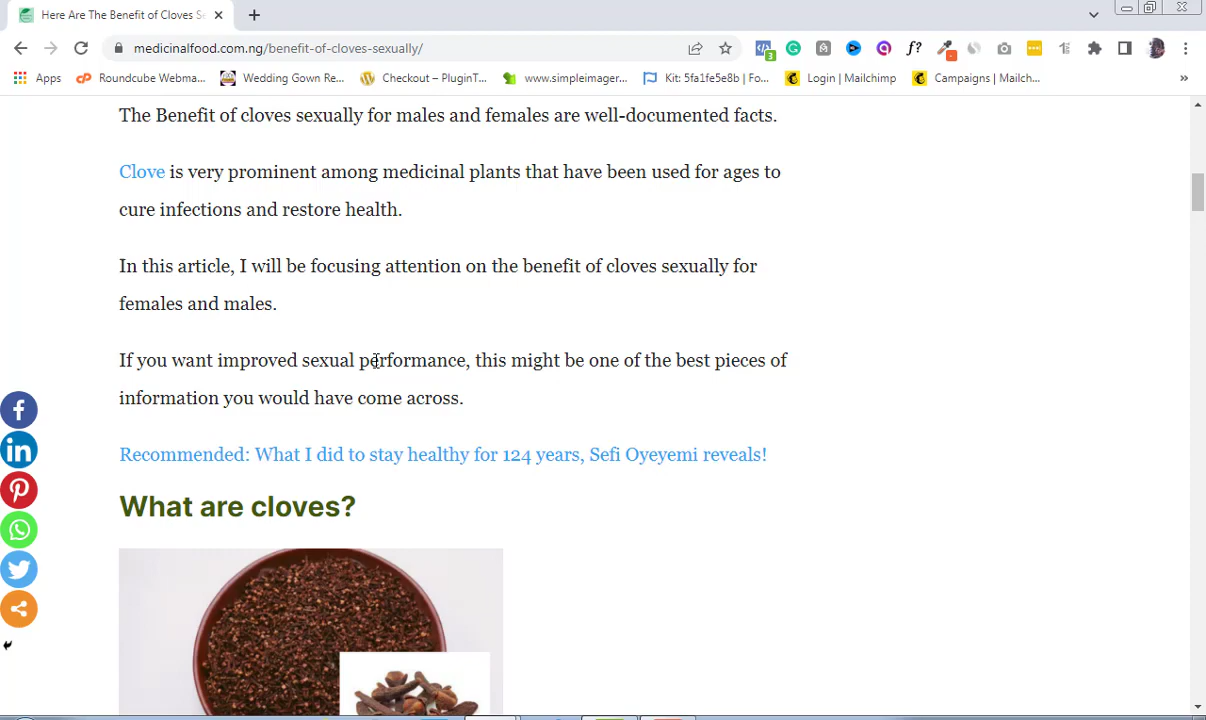 Here Are The Benefit of Cloves Se
medicinalfood.com.ng/benefit-of-cloves-sexually/
f?
3
Apps
Roundcube Webma...
Wedding Gown Re...
Checkout – PluginT...
www.simpleimager...
Kit: 5fa1fe5e8b | Fo...
Login | Mailchimp
Campaigns | Mailch...
»
The Benefit of cloves sexually for males and females are well-documented facts.
Clove is very prominent among medicinal plants that have been used for ages to
cure infections and restore health.
In this article, I will be focusing attention on the benefit of cloves sexually for
females and males.
If you want improved sexual performance, this might be one of the best pieces of
information you would have come across.
Recommended: What I did to stay healthy for 124 years, Sefi Oyeyemi reveals!
What are cloves?